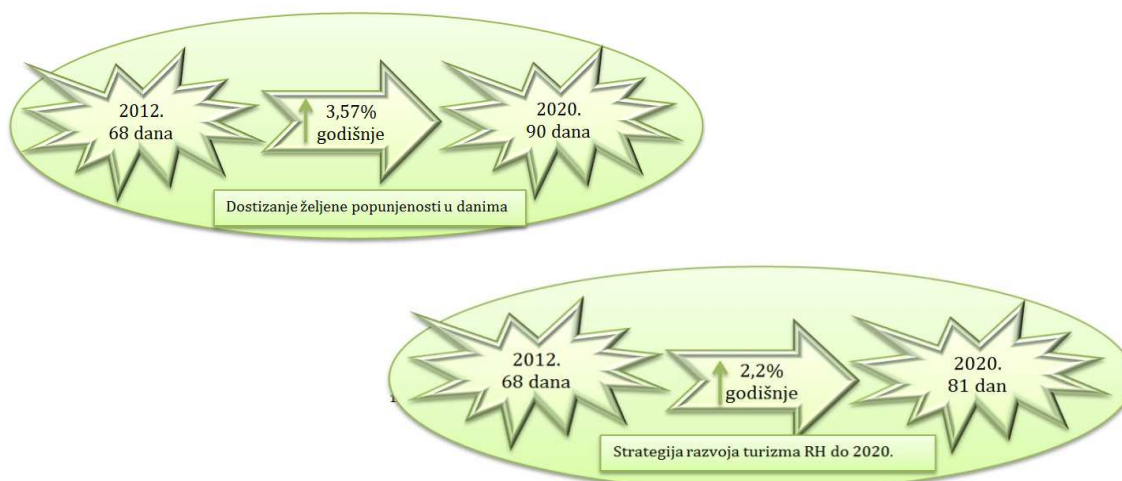 2012.
68 dana
3,57%
godišnje
2020.
90 dana
Dostizanje željene popunjenosti u danima
2012.
68 dana
2,2%
godišnje
2020.
81 dan
Strategija razvoja turizma RH do 2020.